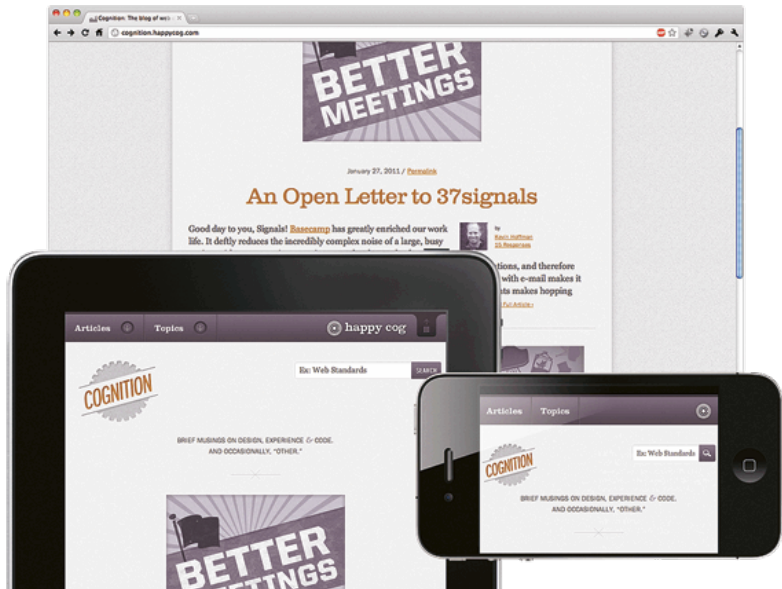 Cognition: The blog of web
cognition.happycog.com
BETTER
MEETINGS
January 27, 2011 / Permalink
An Open Letter to 37signals
Good day to you, Signals! Basecamp has greatly enriched our work
life. It deftly reduces the incredibly complex noise of a large, busy
by
Kevin Hoffman
tions, and therefore
with e-mail makes it
nts makes hopping
Full Article ›
Articles Topics happy cog
COGNITION
Ex: Web Standards SEARCH
BRIEF MUSINGS ON DESIGN, EXPERIENCE & CODE.
AND OCCASIONALLY, “OTHER.”
BETTER
MEETINGS
Articles Topics
COGNITION
Ex: Web Standards
BRIEF MUSINGS ON DESIGN, EXPERIENCE & CODE.
AND OCCASIONALLY, “OTHER.”